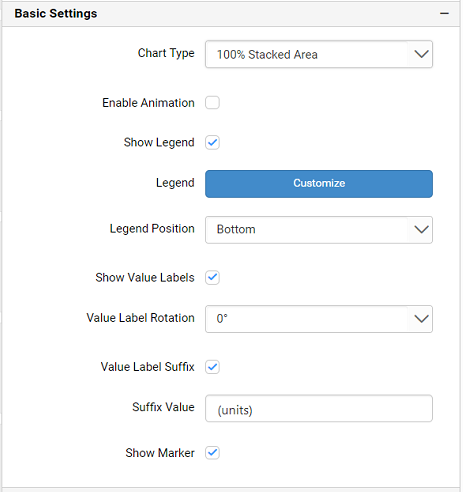 Basic Settings
Chart Type 100% Stacked Area
Enable Animation
Show Legend
Legend Customize
Legend Position Bottom
Show Value Labels
Value Label Rotation 0°
Value Label Suffix
Suffix Value (units)
Show Marker